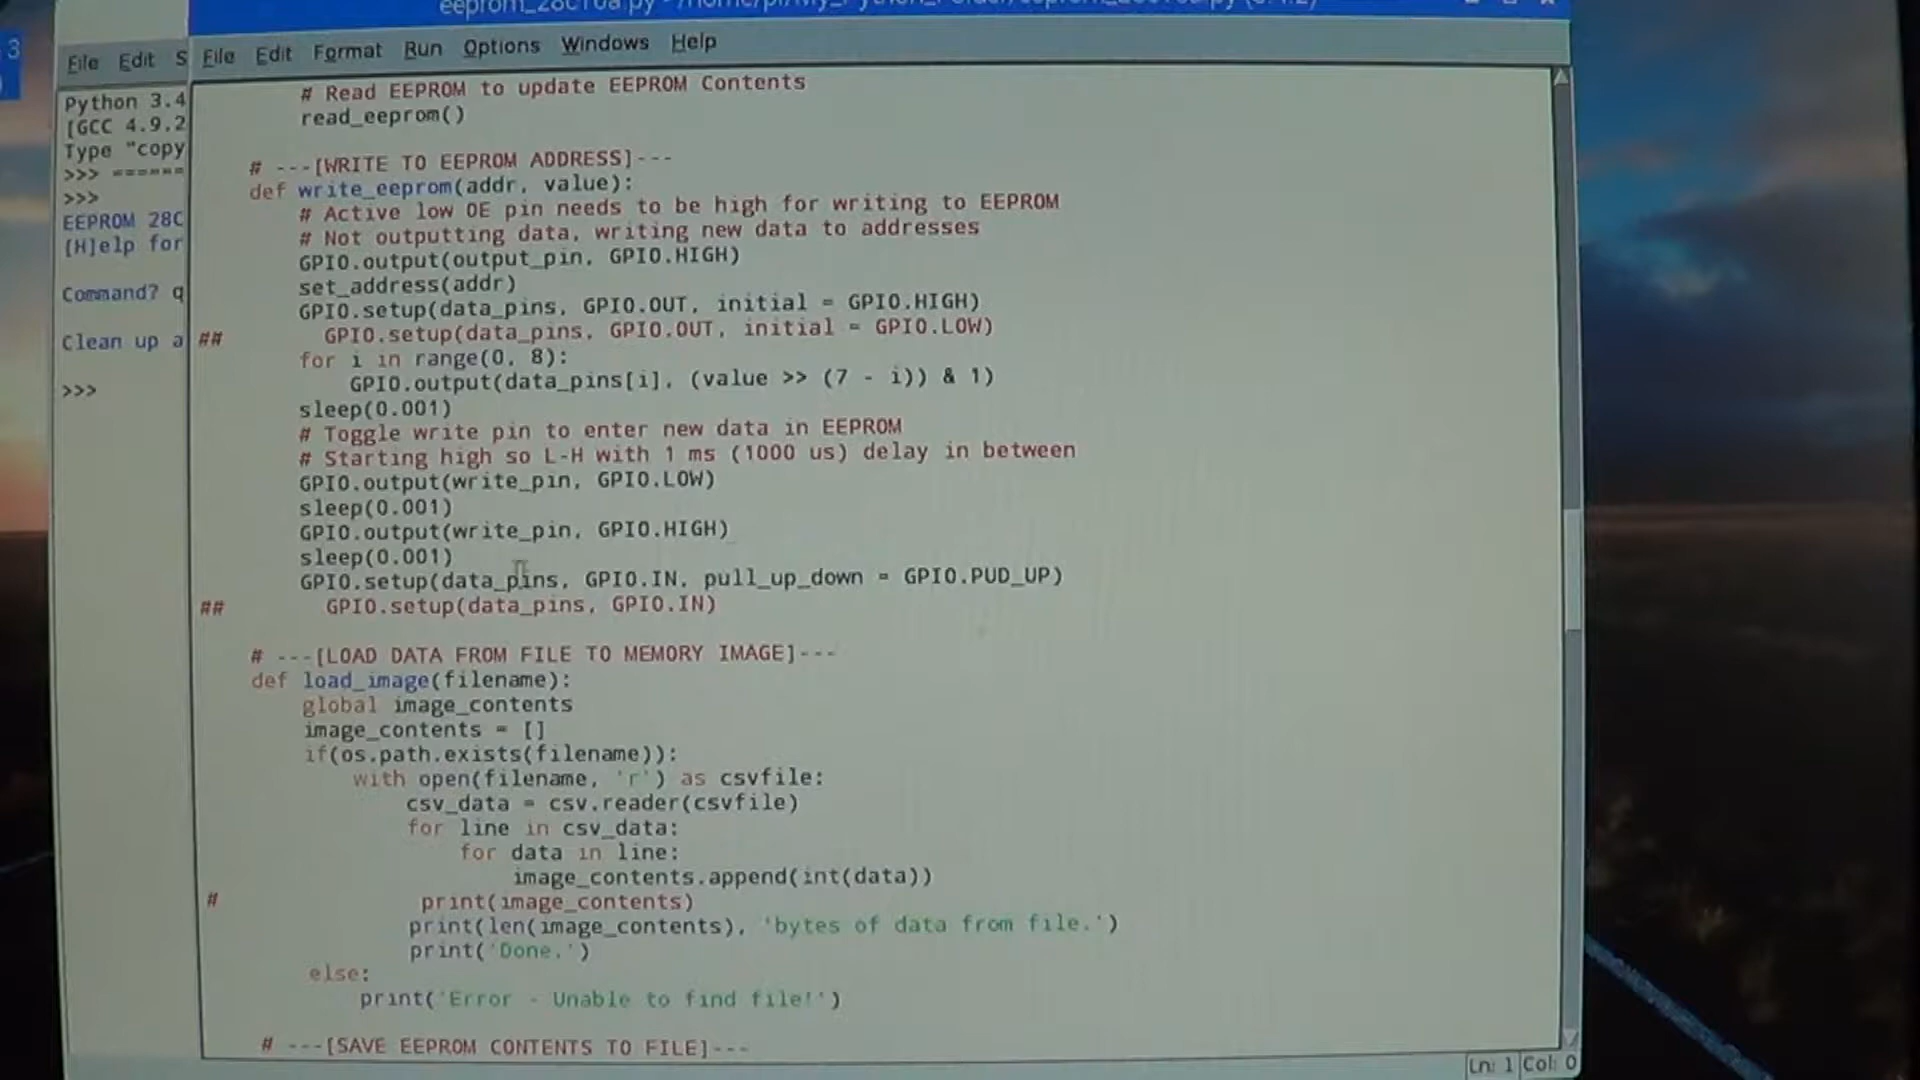 3
eeprom_28C16a.py
File Edit S
File Edit Format Run Options Windows Help
Python 3.4
[GCC 4.9.2
Type "copy
>>> ======
>>>
EEPROM 28C
[H]elp for
Command? q
Clean up a
>>>
# Read EEPROM to update EEPROM Contents
read_eeprom()
# ---[WRITE TO EEPROM ADDRESS]---
def write_eeprom(addr, value):
# Active low OE pin needs to be high for writing to EEPROM
# Not outputting data, writing new data to addresses
GPIO.output(output_pin, GPIO.HIGH)
set_address(addr)
GPIO.setup(data_pins, GPIO.OUT, initial = GPIO.HIGH)
## GPIO.setup(data_pins, GPIO.OUT, initial = GPIO.LOW)
for i in range(0, 8):
GPIO.output(data_pins[i], (value >> (7 - i)) & 1)
sleep(0.001)
# Toggle write pin to enter new data in EEPROM
# Starting high so L-H with 1 ms (1000 us) delay in between
GPIO.output(write_pin, GPIO.LOW)
sleep(0.001)
GPIO.output(write_pin, GPIO.HIGH)
sleep(0.001)
GPIO.setup(data_pins, GPIO.IN, pull_up_down = GPIO.PUD_UP)
## GPIO.setup(data_pins, GPIO.IN)
# ---[LOAD DATA FROM FILE TO MEMORY IMAGE]---
def load_image(filename):
global image_contents
image_contents = []
if(os.path.exists(filename)):
with open(filename, 'r') as csvfile:
csv_data = csv.reader(csvfile)
for line in csv_data:
for data in line:
image_contents.append(int(data))
# print(image_contents)
print(len(image_contents), 'bytes of data from file.')
print('Done.')
else:
print('Error - Unable to find file!')
# ---[SAVE EEPROM CONTENTS TO FILE]---
Ln: 1 Col: 0